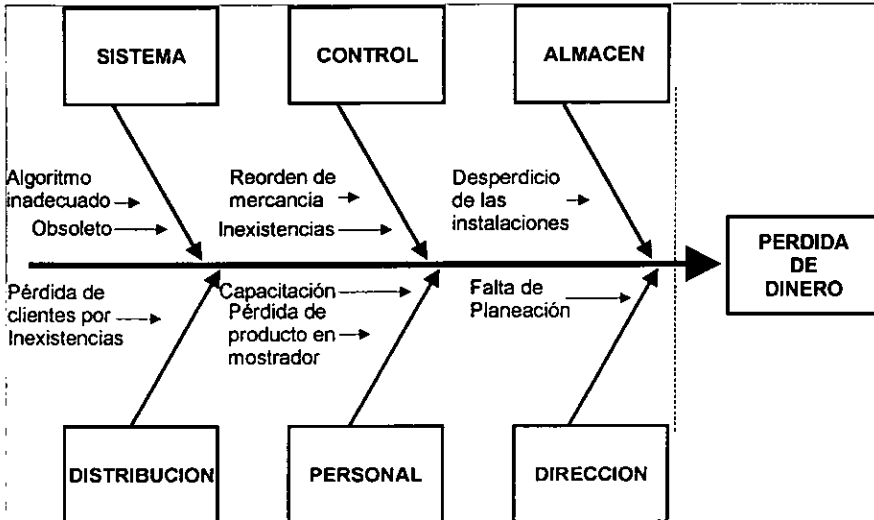 SISTEMA
CONTROL
ALMACEN
Algoritmo
inadecuado
Obsoleto
Reorden de
mercancia
Inexistencias
Desperdicio
de las
instalaciones
PERDIDA
DE
DINERO
Pérdida de
clientes por
Inexistencias
Capacitación
Pérdida de
producto en
mostrador
Falta de
Planeación
DISTRIBUCION
PERSONAL
DIRECCION